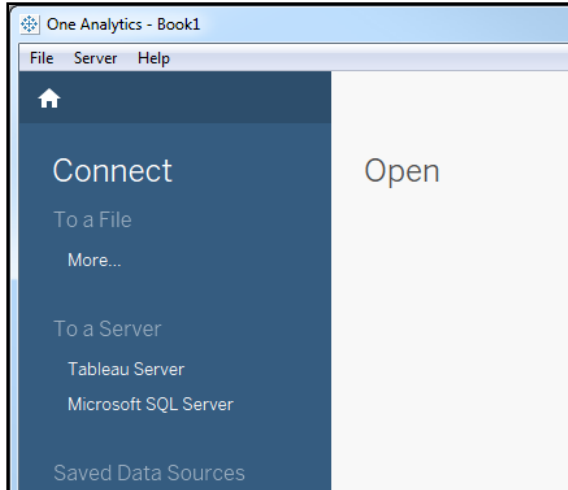 One Analytics - Book1
File Server Help
Connect
Open
To a File
More...
To a Server
Tableau Server
Microsoft SQL Server
Saved Data Sources